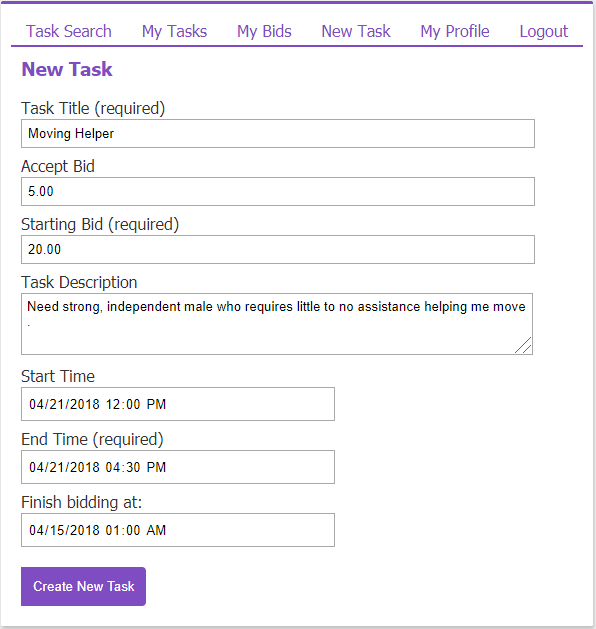 Task Search My Tasks My Bids New Task My Profile Logout
New Task
Task Title (required)
Moving Helper
Accept Bid
5.00
Starting Bid (required)
20.00
Task Description
Need strong, independent male who requires little to no assistance helping me move
.
Start Time
04/21/2018 12:00 PM
End Time (required)
04/21/2018 04:30 PM
Finish bidding at:
04/15/2018 01:00 AM
Create New Task